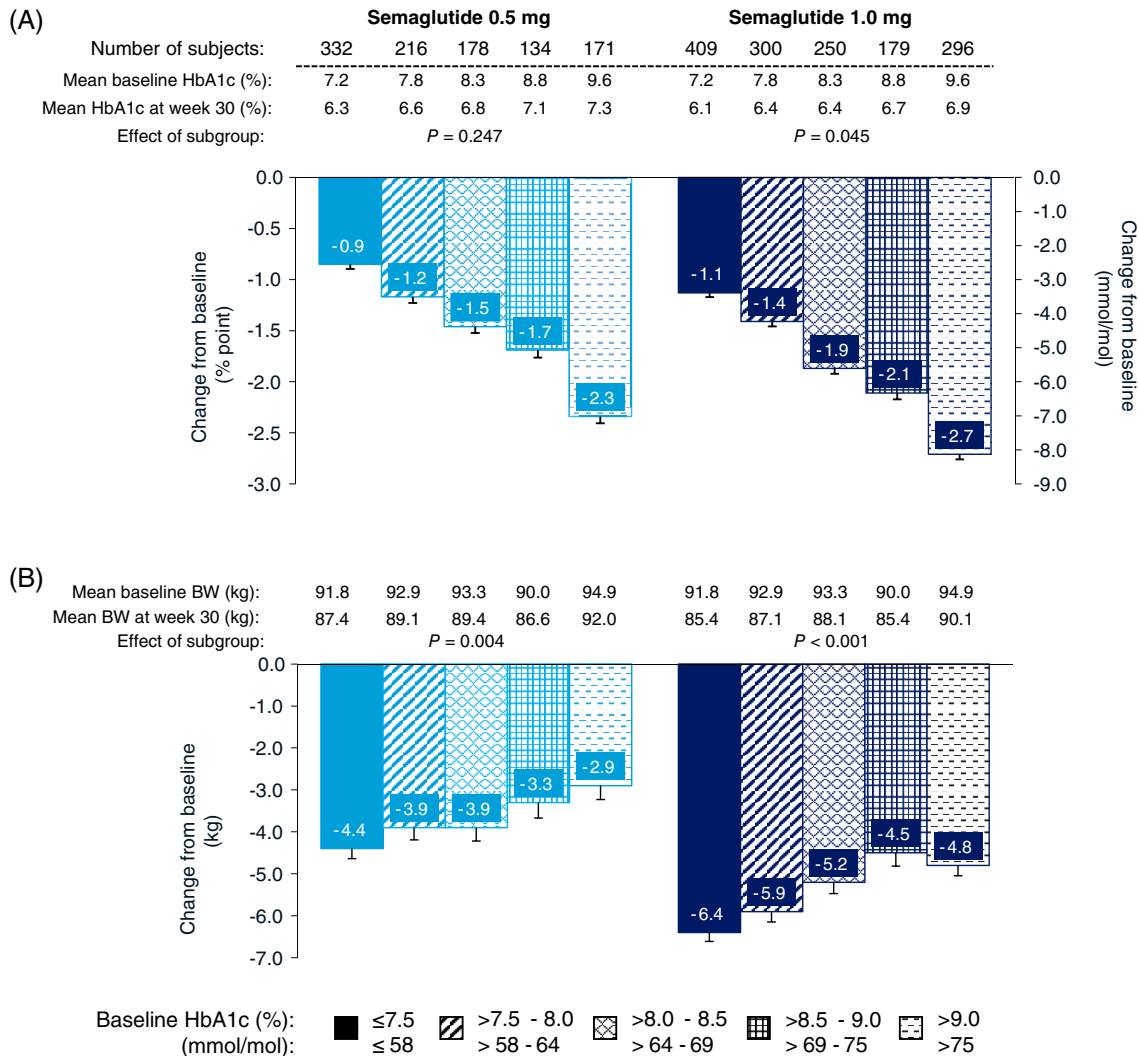 (A)
Semaglutide 0.5 mg Semaglutide 1.0 mg
Number of subjects: 332 216 178 134 171 409 300 250 179 296
Mean baseline HbA1c (%): 7.2 7.8 8.3 8.8 9.6 7.2 7.8 8.3 8.8 9.6
Mean HbA1c at week 30 (%): 6.3 6.6 6.8 7.1 7.3 6.1 6.4 6.4 6.7 6.9
Effect of subgroup: P = 0.247 P = 0.045
Change from baseline
(% point)
0.0
-0.5
-1.0
-1.5
-2.0
-2.5
-3.0
-0.9
-1.2
-1.5
-1.7
-2.3
-1.1
-1.4
-1.9
-2.1
-2.7
0.0
-1.0
-2.0
-3.0
-4.0
-5.0
-6.0
-7.0
-8.0
-9.0
Change from baseline
(mmol/mol)
(B)
Mean baseline BW (kg): 91.8 92.9 93.3 90.0 94.9 91.8 92.9 93.3 90.0 94.9
Mean BW at week 30 (kg): 87.4 89.1 89.4 86.6 92.0 85.4 87.1 88.1 85.4 90.1
Effect of subgroup: P = 0.004 P < 0.001
Change from baseline
(kg)
0.0
-1.0
-2.0
-3.0
-4.0
-5.0
-6.0
-7.0
-4.4
-3.9
-3.9
-3.3
-2.9
-6.4
-5.9
-5.2
-4.5
-4.8
Baseline HbA1c (%): ≤7.5 >7.5 - 8.0 >8.0 - 8.5 >8.5 - 9.0 >9.0
(mmol/mol): ≤ 58 > 58 - 64 > 64 - 69 > 69 - 75 >75